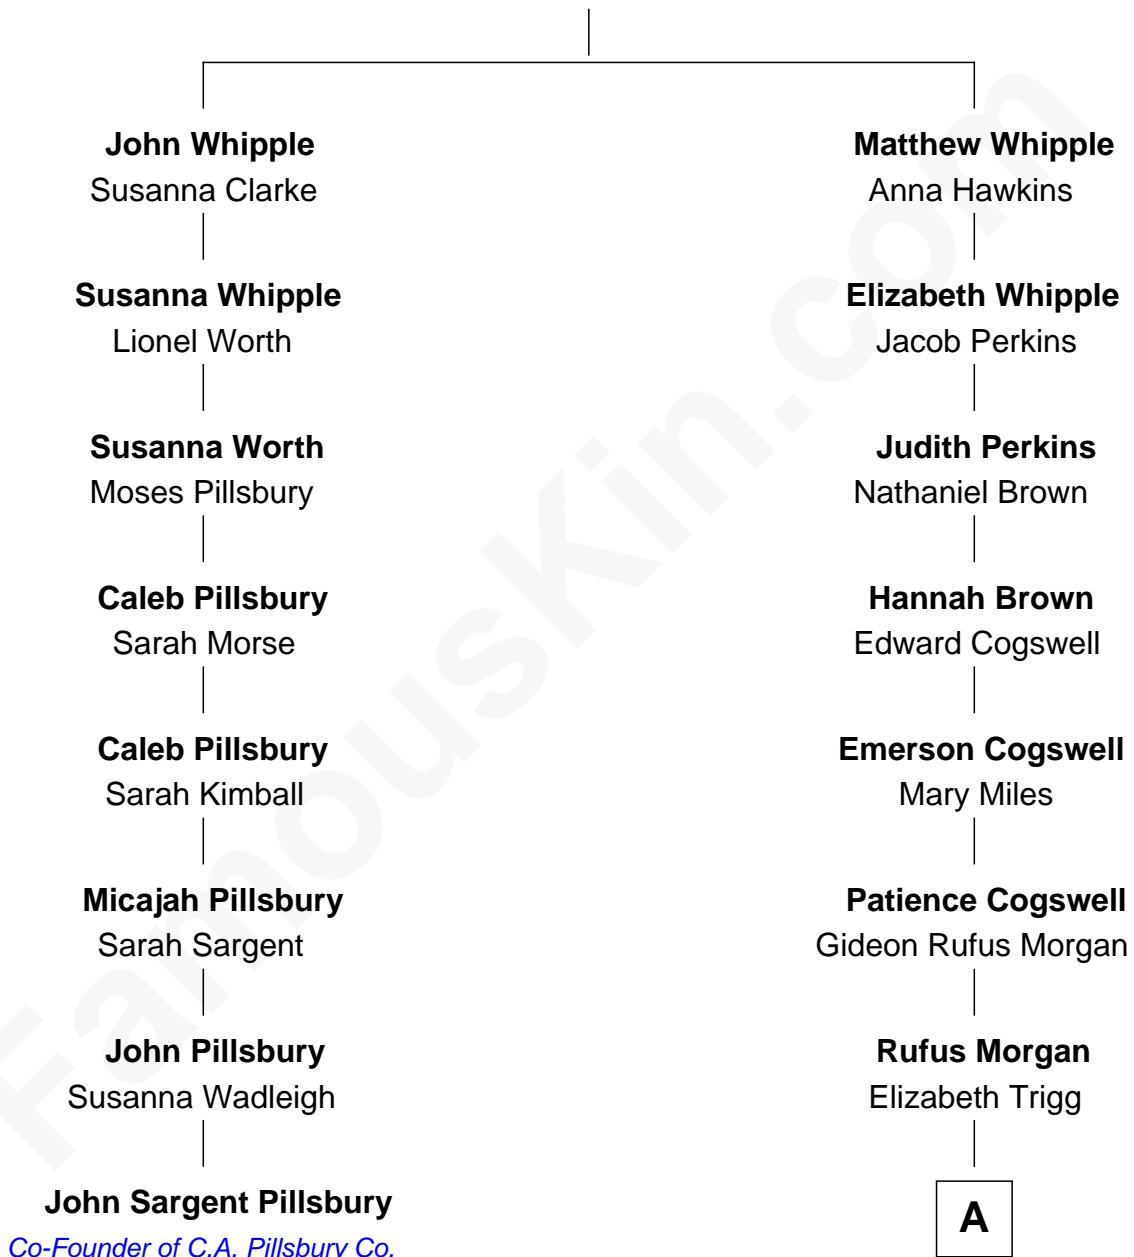 John Whipple
Susanna Clarke
Susanna Whipple
Lionel Worth
Susanna Worth
Moses Pillsbury
Caleb Pillsbury
Sarah Morse
Caleb Pillsbury
Sarah Kimball
Micajah Pillsbury
Sarah Sargent
John Pillsbury
Susanna Wadleigh
John Sargent Pillsbury
Co-Founder of C.A. Pillsbury Co.
Matthew Whipple
Anna Hawkins
Elizabeth Whipple
Jacob Perkins
Judith Perkins
Nathaniel Brown
Hannah Brown
Edward Cogswell
Emerson Cogswell
Mary Miles
Patience Cogswell
Gideon Rufus Morgan
Rufus Morgan
Elizabeth Trigg
A
FamousKin.com